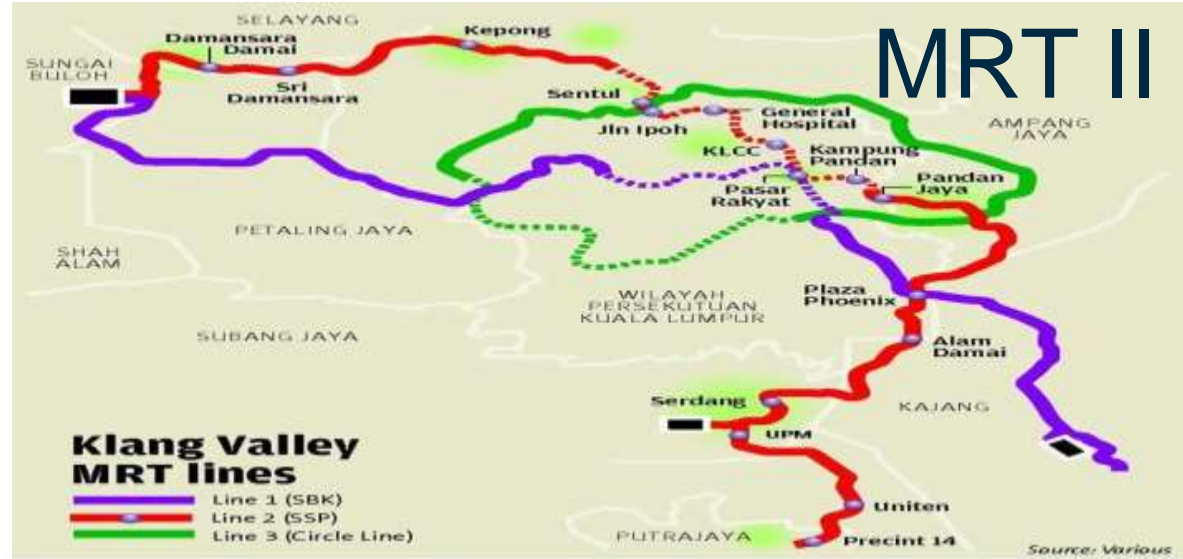 MRT II
SELAYANG
Damansara
Damai
Kepong
SUNGAI
BULOH
Sri
Damansara
Sentul
Jln Ipoh
General
Hospital
AMPANG
JAYA
KLCC
Kampung
Pandan
Pasar
Rakyat
Pandan
Jaya
PETALING JAYA
SHAH
ALAM
WILAYAH
PERSEKUTUAN
KUALA LUMPUR
Plaza
Phoenix
SUBANG JAYA
Alam
Damai
Serdang
KAJANG
UPM
Klang Valley
MRT lines
Line 1 (SBK)
Line 2 (SSP)
Line 3 (Circle Line)
Uniten
PUTRAJAYA
Precint 14
Source: Various